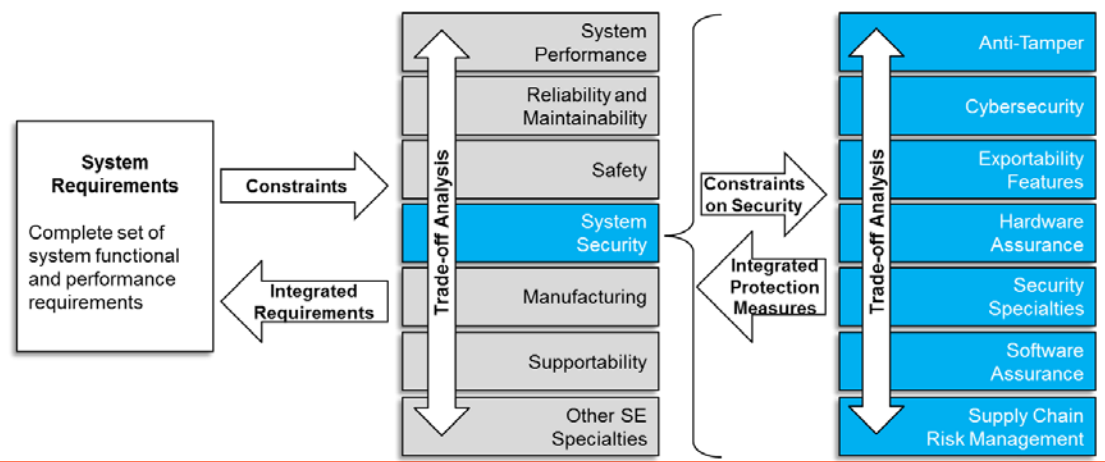 System
Requirements
Complete set of
system functional
and performance
requirements
Constraints
Integrated
Requirements
Trade-off Analysis
System
Performance
Reliability and
Maintainability
Safety
System
Security
Manufacturing
Supportability
Other SE
Specialties
Constraints
on Security
Integrated
Protection
Measures
Trade-off Analysis
Anti-Tamper
Cybersecurity
Exportability
Features
Hardware
Assurance
Security
Specialties
Software
Assurance
Supply Chain
Risk Management